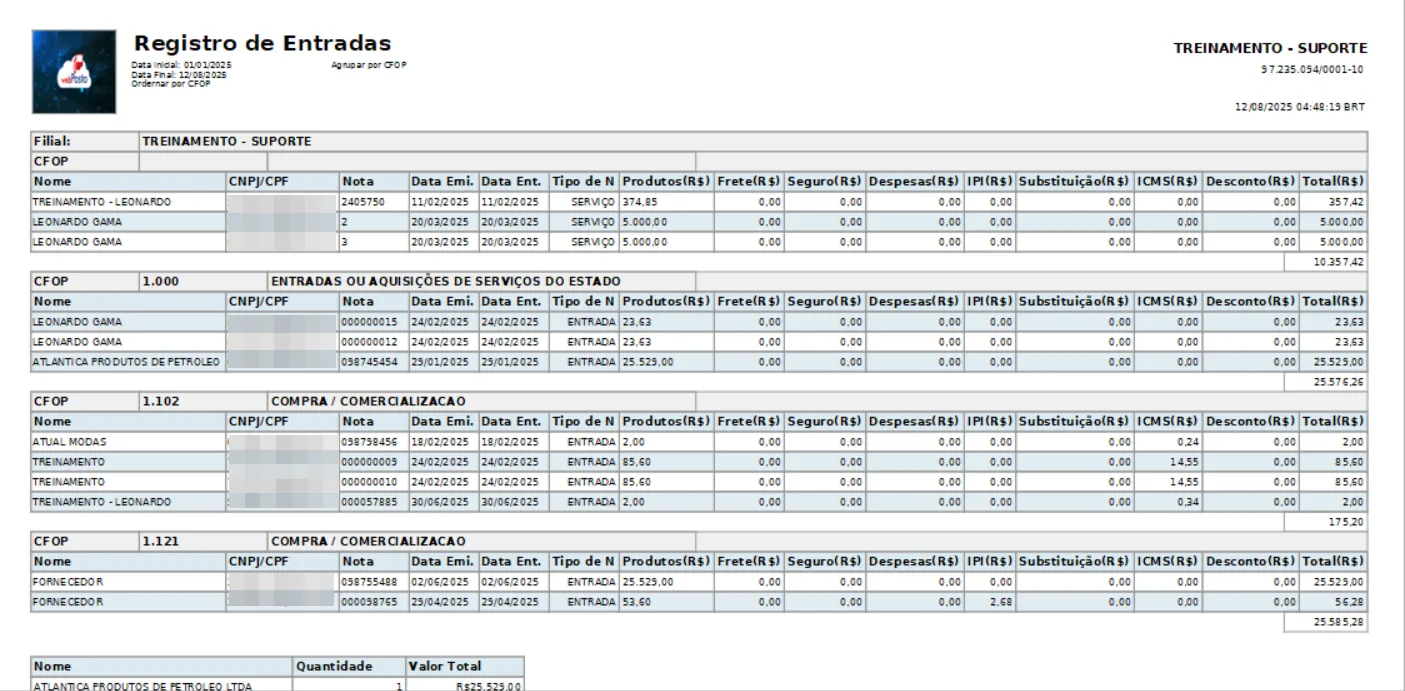 Registro de Entradas
TREINAMENTO - SUPORTE
Data Inicial: 01/01/2025 Agrupar por CFOP
97.235.094/0001-10
Data Final: 12/08/2025
Ordernar por CFOP
12/08/2025 04:48:19 BRT
webPosto
Filial: TREINAMENTO - SUPORTE
CFOP
Nome CNPJ/CPF Nota Data Emi. Data Ent. Tipo de N Produtos(R$) Frete(R$) Seguro(R$) Despesas(R$) IPI(R$) Substituição(R$) ICMS(R$) Desconto(R$) Total(R$)
TREINAMENTO - LEONARDO 2405750 11/02/2025 11/02/2025 SERVIÇO 374,85 0,00 0,00 0,00 0,00 0,00 0,00 0,00 357,42
LEONARDO GAMA 2 20/03/2025 20/03/2025 SERVIÇO 5.000,00 0,00 0,00 0,00 0,00 0,00 0,00 0,00 5.000,00
LEONARDO GAMA 3 20/03/2025 20/03/2025 SERVIÇO 5.000,00 0,00 0,00 0,00 0,00 0,00 0,00 0,00 5.000,00
10.357,42
CFOP 1.000 ENTRADAS OU AQUISIÇÕES DE SERVIÇOS DO ESTADO
Nome CNPJ/CPF Nota Data Emi. Data Ent. Tipo de N Produtos(R$) Frete(R$) Seguro(R$) Despesas(R$) IPI(R$) Substituição(R$) ICMS(R$) Desconto(R$) Total(R$)
LEONARDO GAMA 000000015 24/02/2025 24/02/2025 ENTRADA 23,63 0,00 0,00 0,00 0,00 0,00 0,00 0,00 23,63
LEONARDO GAMA 000000012 24/02/2025 24/02/2025 ENTRADA 23,63 0,00 0,00 0,00 0,00 0,00 0,00 0,00 23,63
ATLANTICA PRODUTOS DE PETROLEO 098745454 29/01/2025 29/01/2025 ENTRADA 25.529,00 0,00 0,00 0,00 0,00 0,00 0,00 0,00 25.529,00
25.576,26
CFOP 1.102 COMPRA / COMERCIALIZACAO
Nome CNPJ/CPF Nota Data Emi. Data Ent. Tipo de N Produtos(R$) Frete(R$) Seguro(R$) Despesas(R$) IPI(R$) Substituição(R$) ICMS(R$) Desconto(R$) Total(R$)
ATUAL MODAS 098798456 18/02/2025 18/02/2025 ENTRADA 2,00 0,00 0,00 0,00 0,00 0,00 0,24 0,00 2,00
TREINAMENTO 000000009 24/02/2025 24/02/2025 ENTRADA 85,60 0,00 0,00 0,00 0,00 0,00 14,55 0,00 85,60
TREINAMENTO 000000010 24/02/2025 24/02/2025 ENTRADA 85,60 0,00 0,00 0,00 0,00 0,00 14,55 0,00 85,60
TREINAMENTO - LEONARDO 000057885 30/06/2025 30/06/2025 ENTRADA 2,00 0,00 0,00 0,00 0,00 0,00 0,34 0,00 2,00
175,20
CFOP 1.121 COMPRA / COMERCIALIZACAO
Nome CNPJ/CPF Nota Data Emi. Data Ent. Tipo de N Produtos(R$) Frete(R$) Seguro(R$) Despesas(R$) IPI(R$) Substituição(R$) ICMS(R$) Desconto(R$) Total(R$)
FORNECEDOR 098755488 02/06/2025 02/06/2025 ENTRADA 25.529,00 0,00 0,00 0,00 0,00 0,00 0,00 0,00 25.529,00
FORNECEDOR 000098765 29/04/2025 29/04/2025 ENTRADA 53,60 0,00 0,00 0,00 2,68 0,00 0,00 0,00 56,28
25.585,28
Nome Quantidade Valor Total
ATLANTICA PRODUTOS DE PETROLEO LTDA 1 R$25.529,00